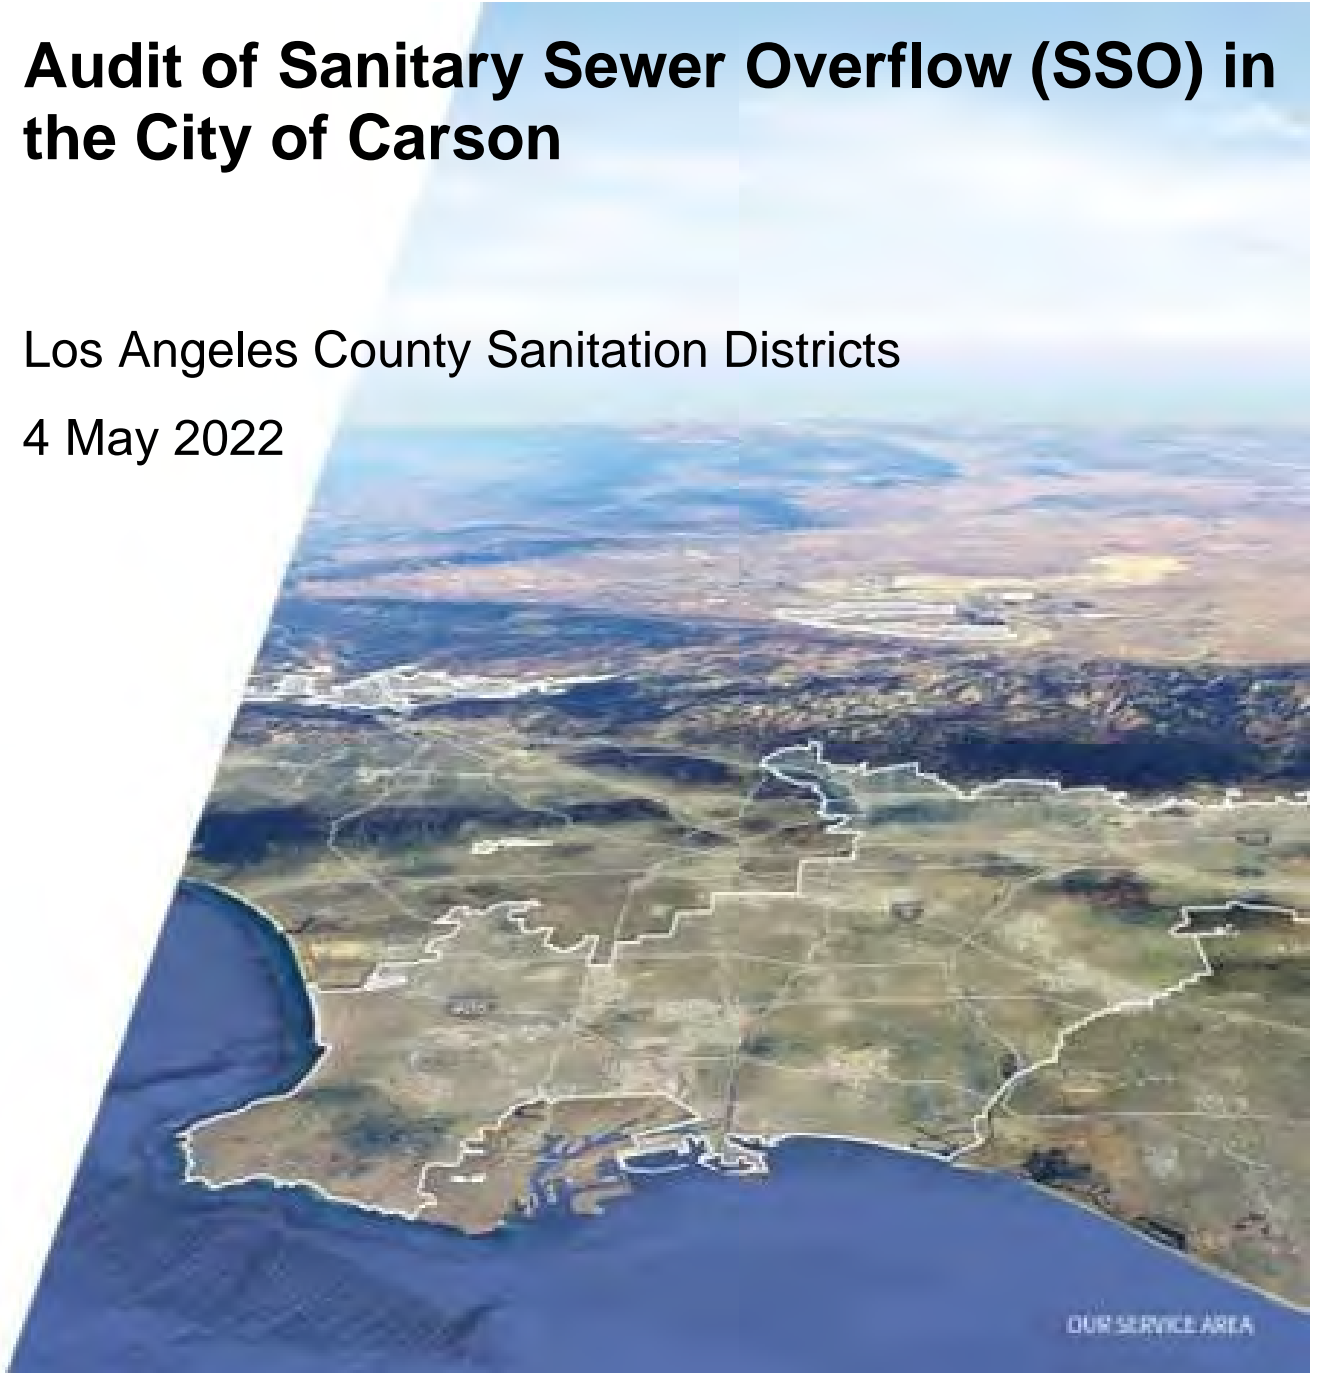 Audit of Sanitary Sewer Overflow (SSO) in
the City of Carson
Los Angeles County Sanitation Districts
4 May 2022
OUR SERVICE AREA